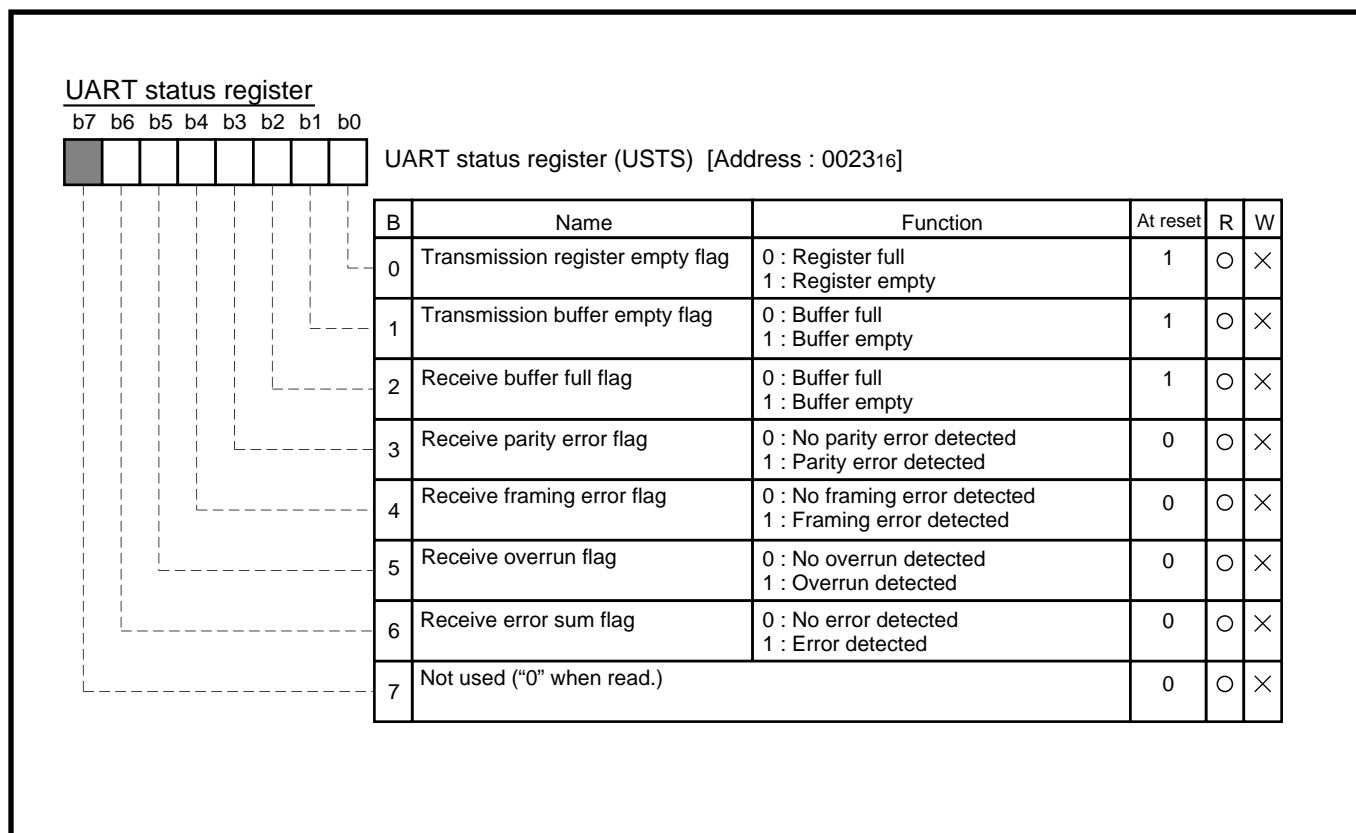 UART status register
b7 b6 b5 b4 b3 b2 b1 b0
UART status register (USTS) [Address : 002316]
B Name Function At reset R W
0 Transmission register empty flag 0 : Register full 1 ○ ×
1 : Register empty
1 Transmission buffer empty flag 0 : Buffer full 1 ○ ×
1 : Buffer empty
2 Receive buffer full flag 0 : Buffer full 1 ○ ×
1 : Buffer empty
3 Receive parity error flag 0 : No parity error detected 0 ○ ×
1 : Parity error detected
4 Receive framing error flag 0 : No framing error detected 0 ○ ×
1 : Framing error detected
5 Receive overrun flag 0 : No overrun detected 0 ○ ×
1 : Overrun detected
6 Receive error sum flag 0 : No error detected 0 ○ ×
1 : Error detected
7 Not used (“0” when read.) 0 ○ ×